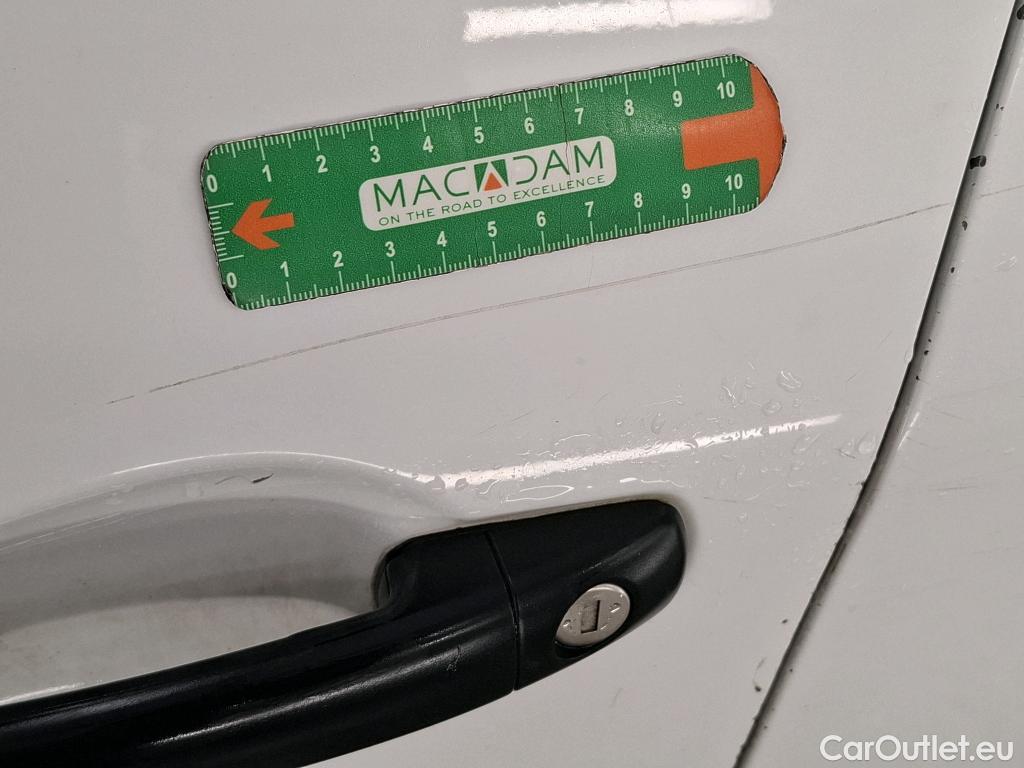 0 1 2 3 4 5 6 7 8 9 10
MACADAM
ON THE ROAD TO EXCELLENCE
0 1 2 3 4 5 6 7 8 9 10
CarOutlet.eu